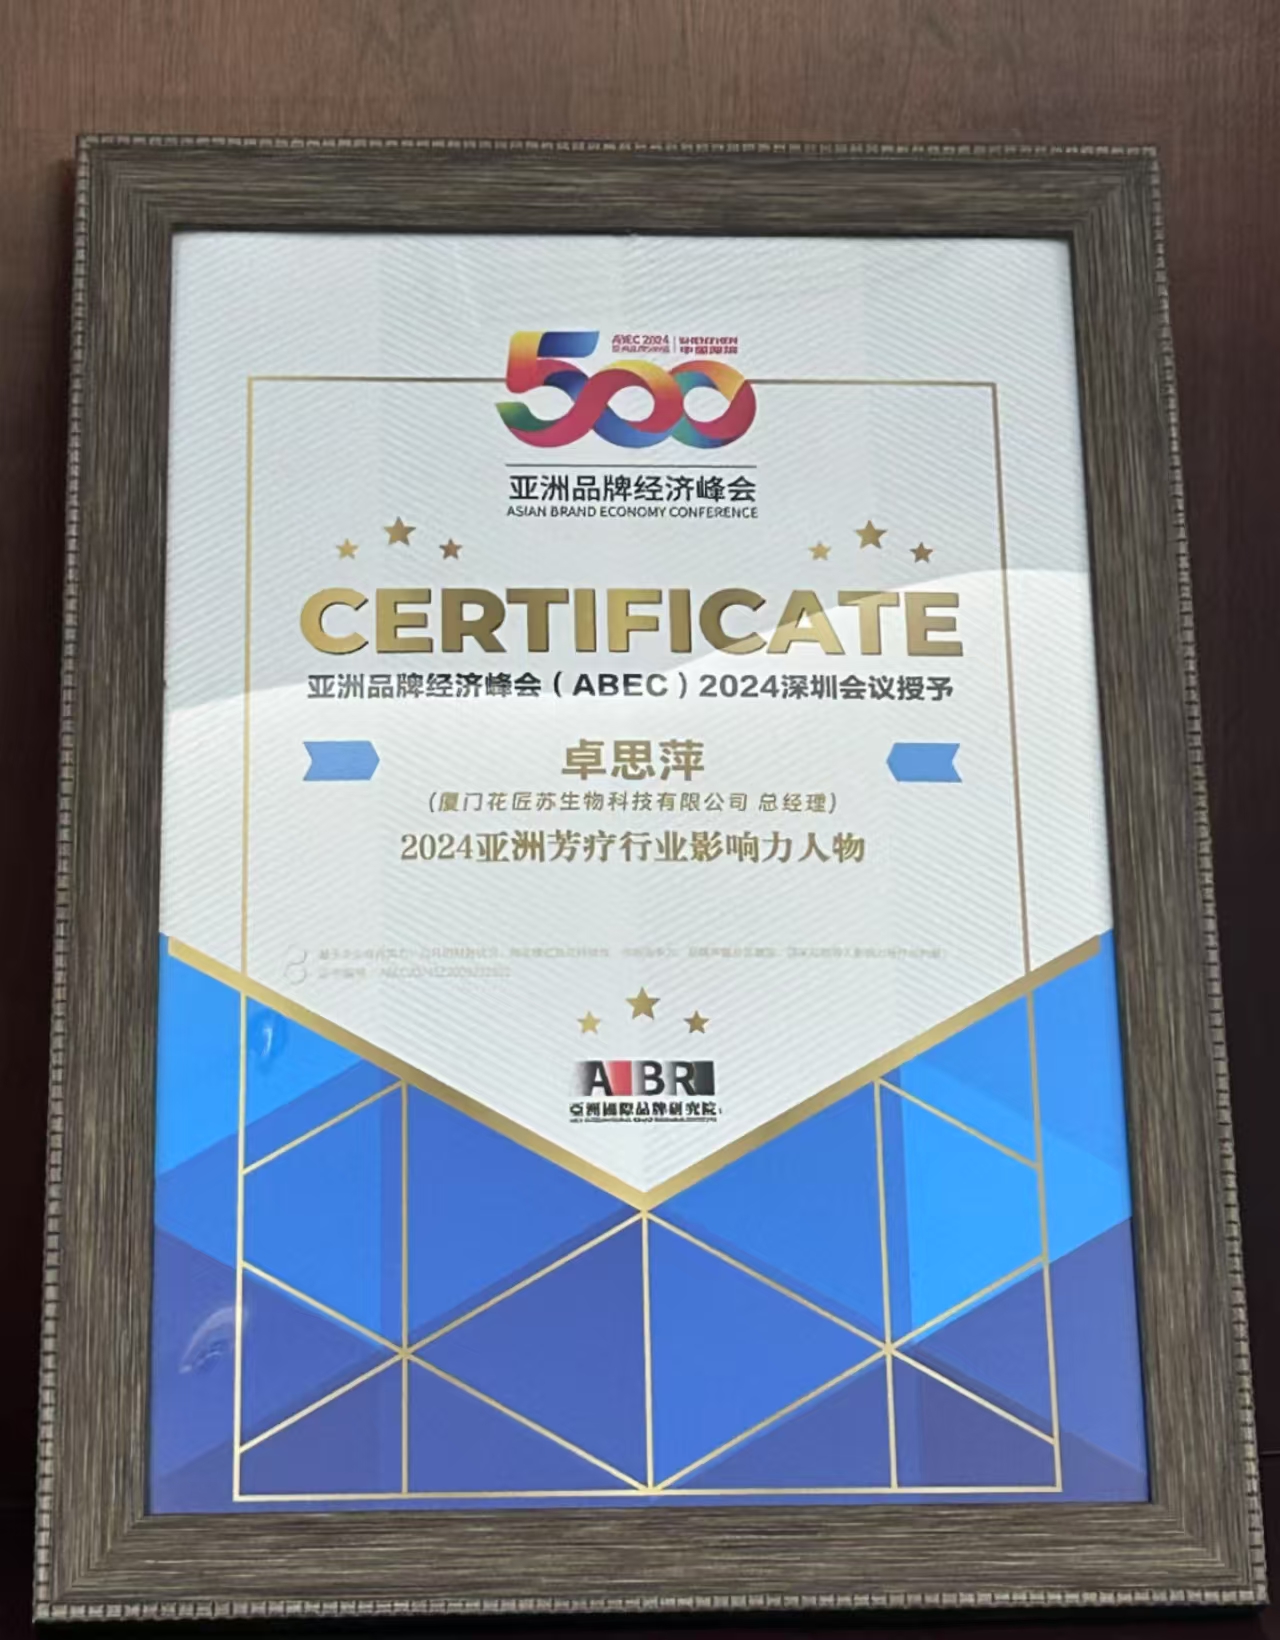 500
ABEC 2024
中国深圳
亚洲品牌经济峰会
ASIAN BRAND ECONOMY CONFERENCE
CERTIFICATE
亚洲品牌经济峰会（ABEC）2024深圳会议授予
卓思萍
(厦门花匠苏生物科技有限公司 总经理)
2024亚洲芳疗行业影响力人物
ABR
亞洲國際品牌研究院